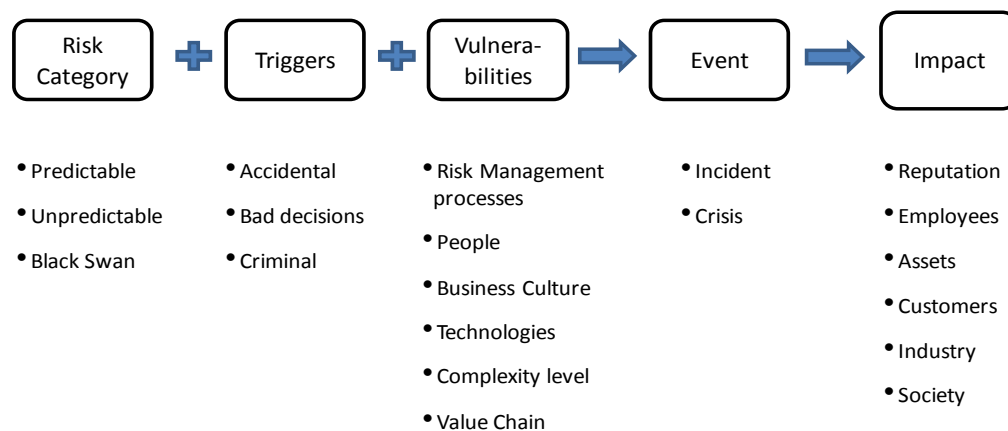 Risk
Category
Triggers
Vulnera-
bilities
Event
Impact
• Predictable
• Unpredictable
• Black Swan
• Accidental
• Bad decisions
• Criminal
• Risk Management
processes
• People
• Business Culture
• Technologies
• Complexity level
• Value Chain
• Incident
• Crisis
• Reputation
• Employees
• Assets
• Customers
• Industry
• Society